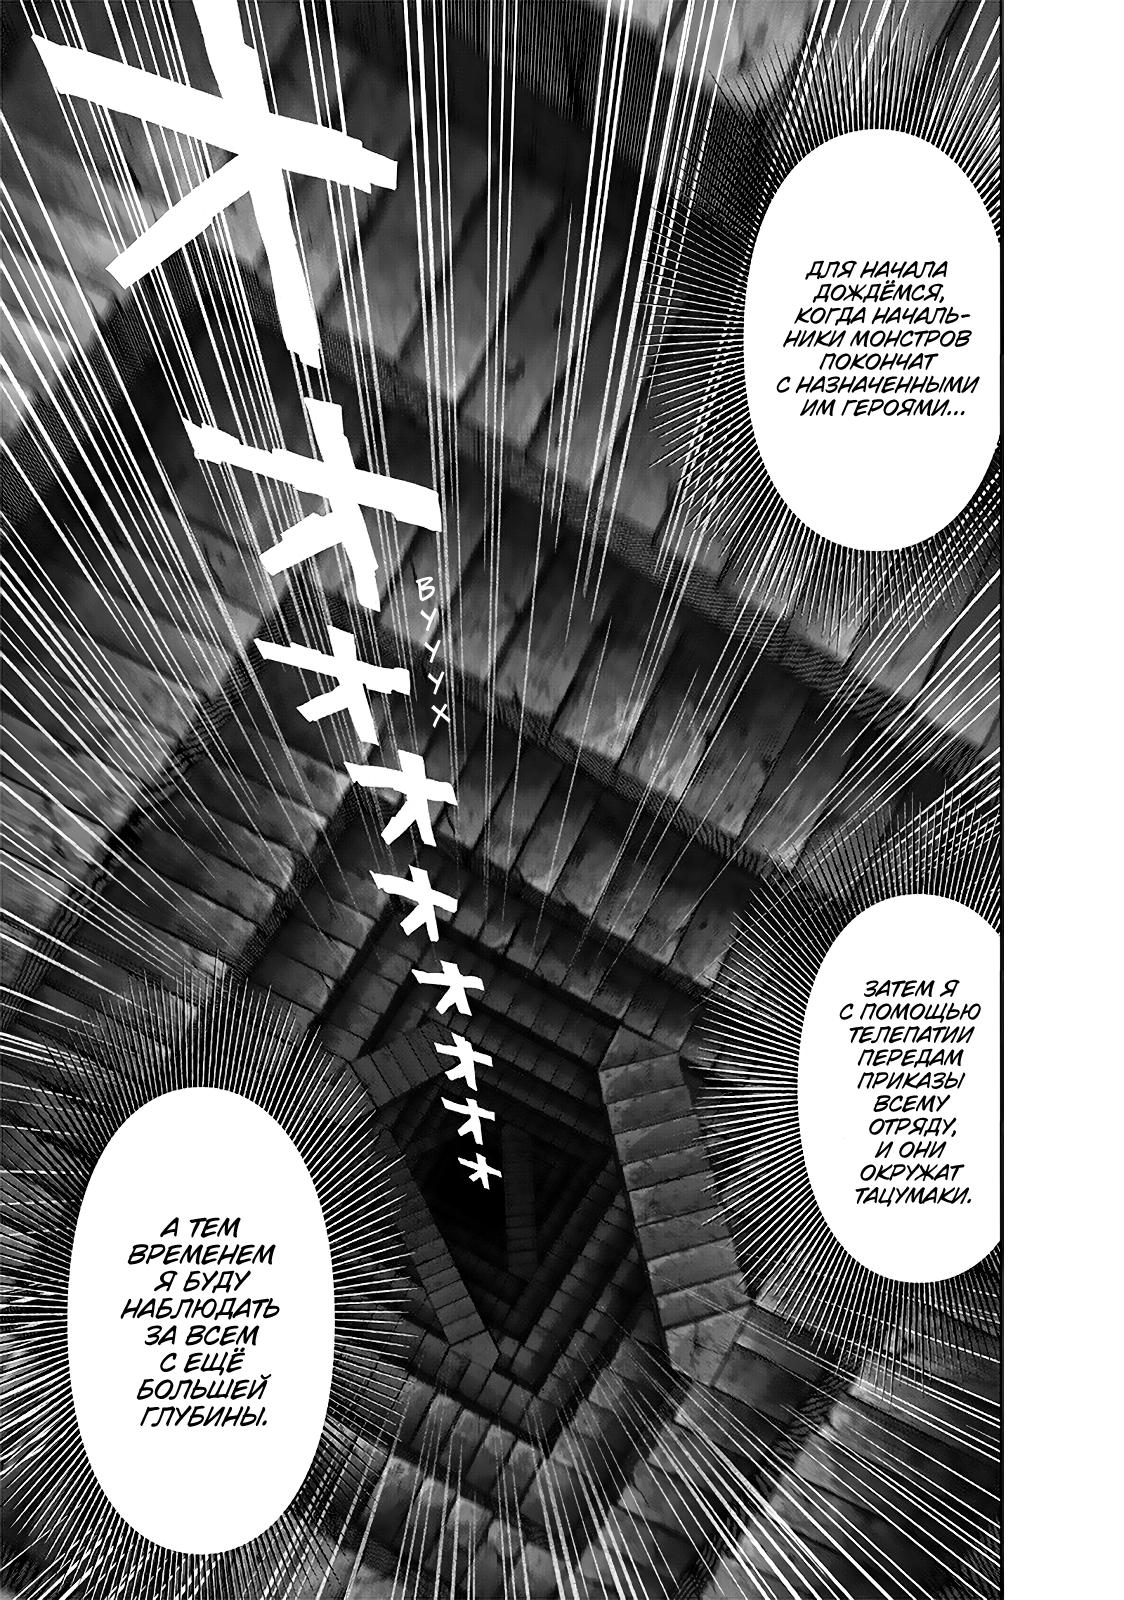 ДЛЯ НАЧАЛА
ДОЖДЁМСЯ,
КОГДА НАЧАЛЬ-
НИКИ МОНСТРОВ
ПОКОНЧАТ
С НАЗНАЧЕННЫМИ
ИМ ГЕРОЯМИ...
ВУУУХ
ЗАТЕМ Я
С ПОМОЩЬЮ
ТЕЛЕПАТИИ
ПЕРЕДАМ
ПРИКАЗЫ
ВСЕМУ
ОТРЯДУ,
И ОНИ
ОКРУЖАТ
ТАЦУМАКИ.
А ТЕМ
ВРЕМЕНЕМ
Я БУДУ
НАБЛЮДАТЬ
ЗА ВСЕМ
С ЕЩЁ
БОЛЬШЕЙ
ГЛУБИНЫ.